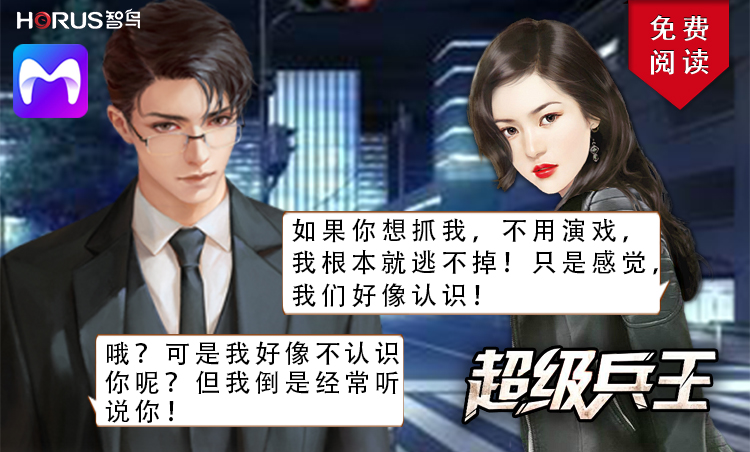 HORUS智鸟
免费
阅读
如果你想抓我，不用演戏，
我根本就逃不掉！只是感觉，
我们好像认识！
哦？可是我好像不认识
你呢？但我倒是经常听
说你！
超级兵王